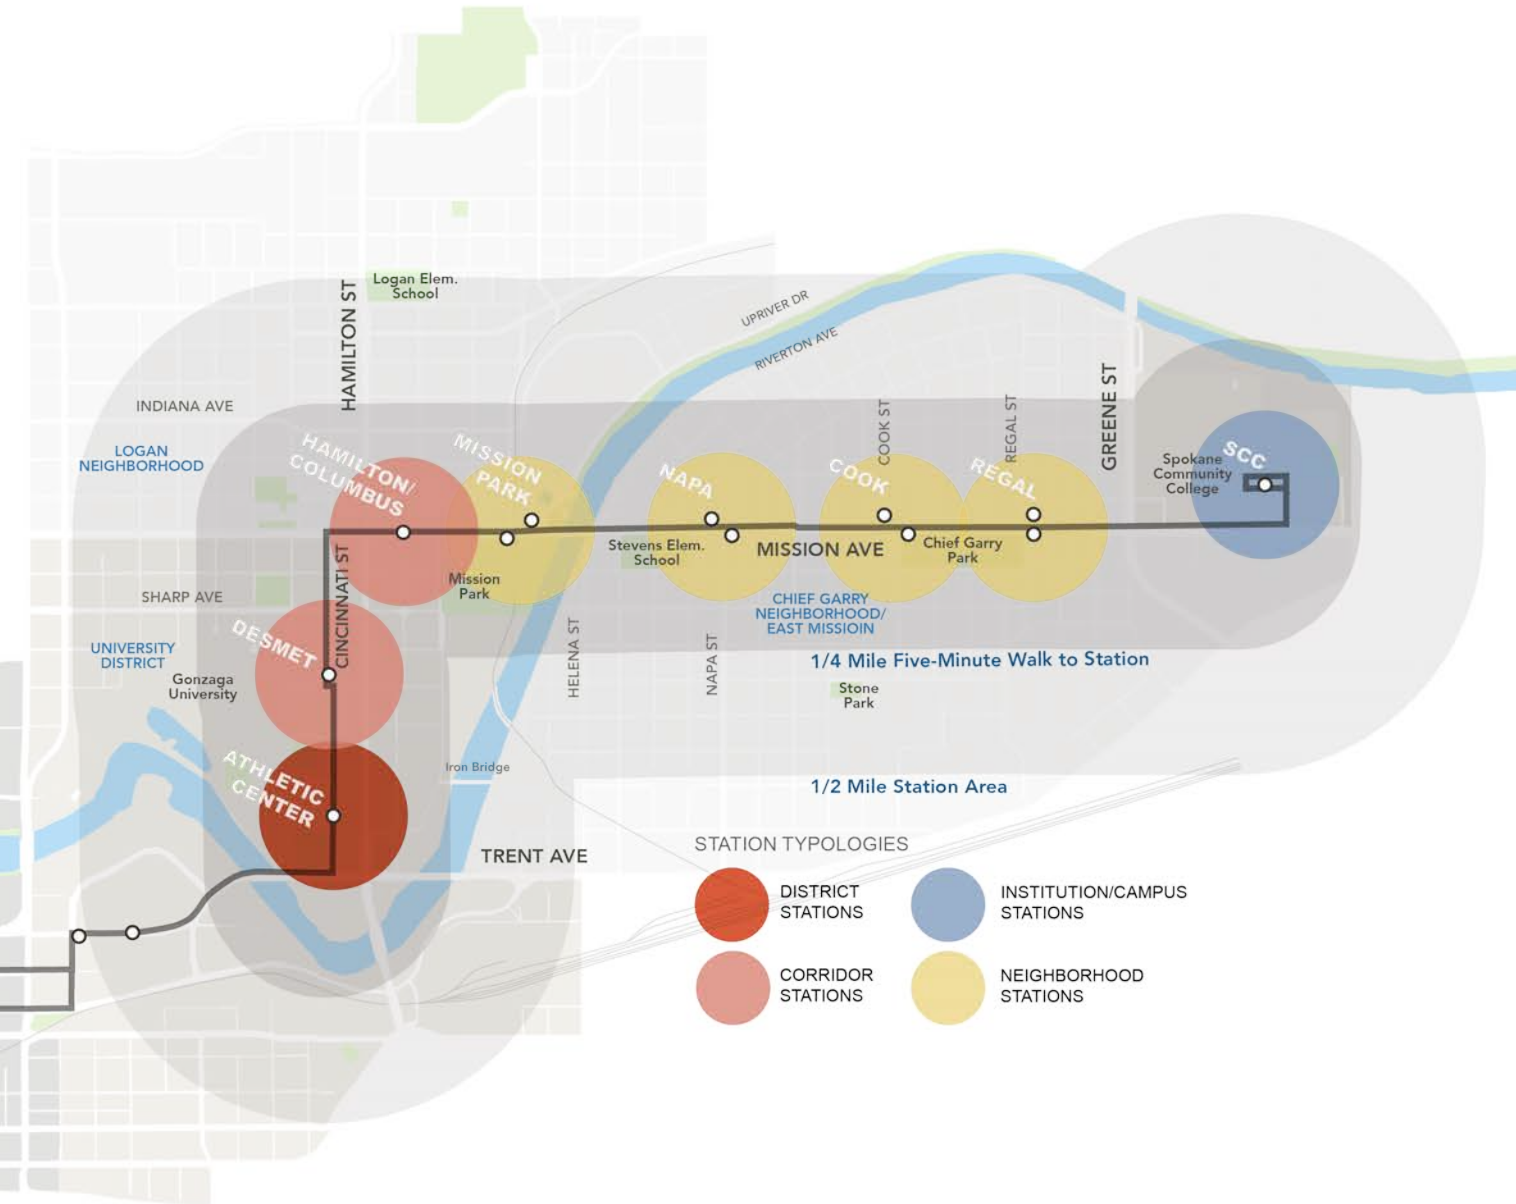 Logan Elem.
School
HAMILTON ST
UPRIVER DR
RIVERTON AVE
INDIANA AVE
LOGAN
NEIGHBORHOOD
HAMILTON/
COLUMBUS
MISSION
PARK
NAPA
COOK
COOK ST
REGAL
REGAL ST
GREENE ST
SCC
Spokane
Community
College
Stevens Elem.
School
MISSION AVE
Chief Garry
Park
Mission
Park
SHARP AVE
CINCINNATI ST
CHIEF GARRY
NEIGHBORHOOD/
EAST MISSIOIN
UNIVERSITY
DISTRICT
DESMET
Gonzaga
University
HELENA ST
NAPA ST
1/4 Mile Five-Minute Walk to Station
Stone
Park
ATHLETIC
CENTER
Iron Bridge
1/2 Mile Station Area
TRENT AVE
STATION TYPOLOGIES
DISTRICT
STATIONS
INSTITUTION/CAMPUS
STATIONS
CORRIDOR
STATIONS
NEIGHBORHOOD
STATIONS